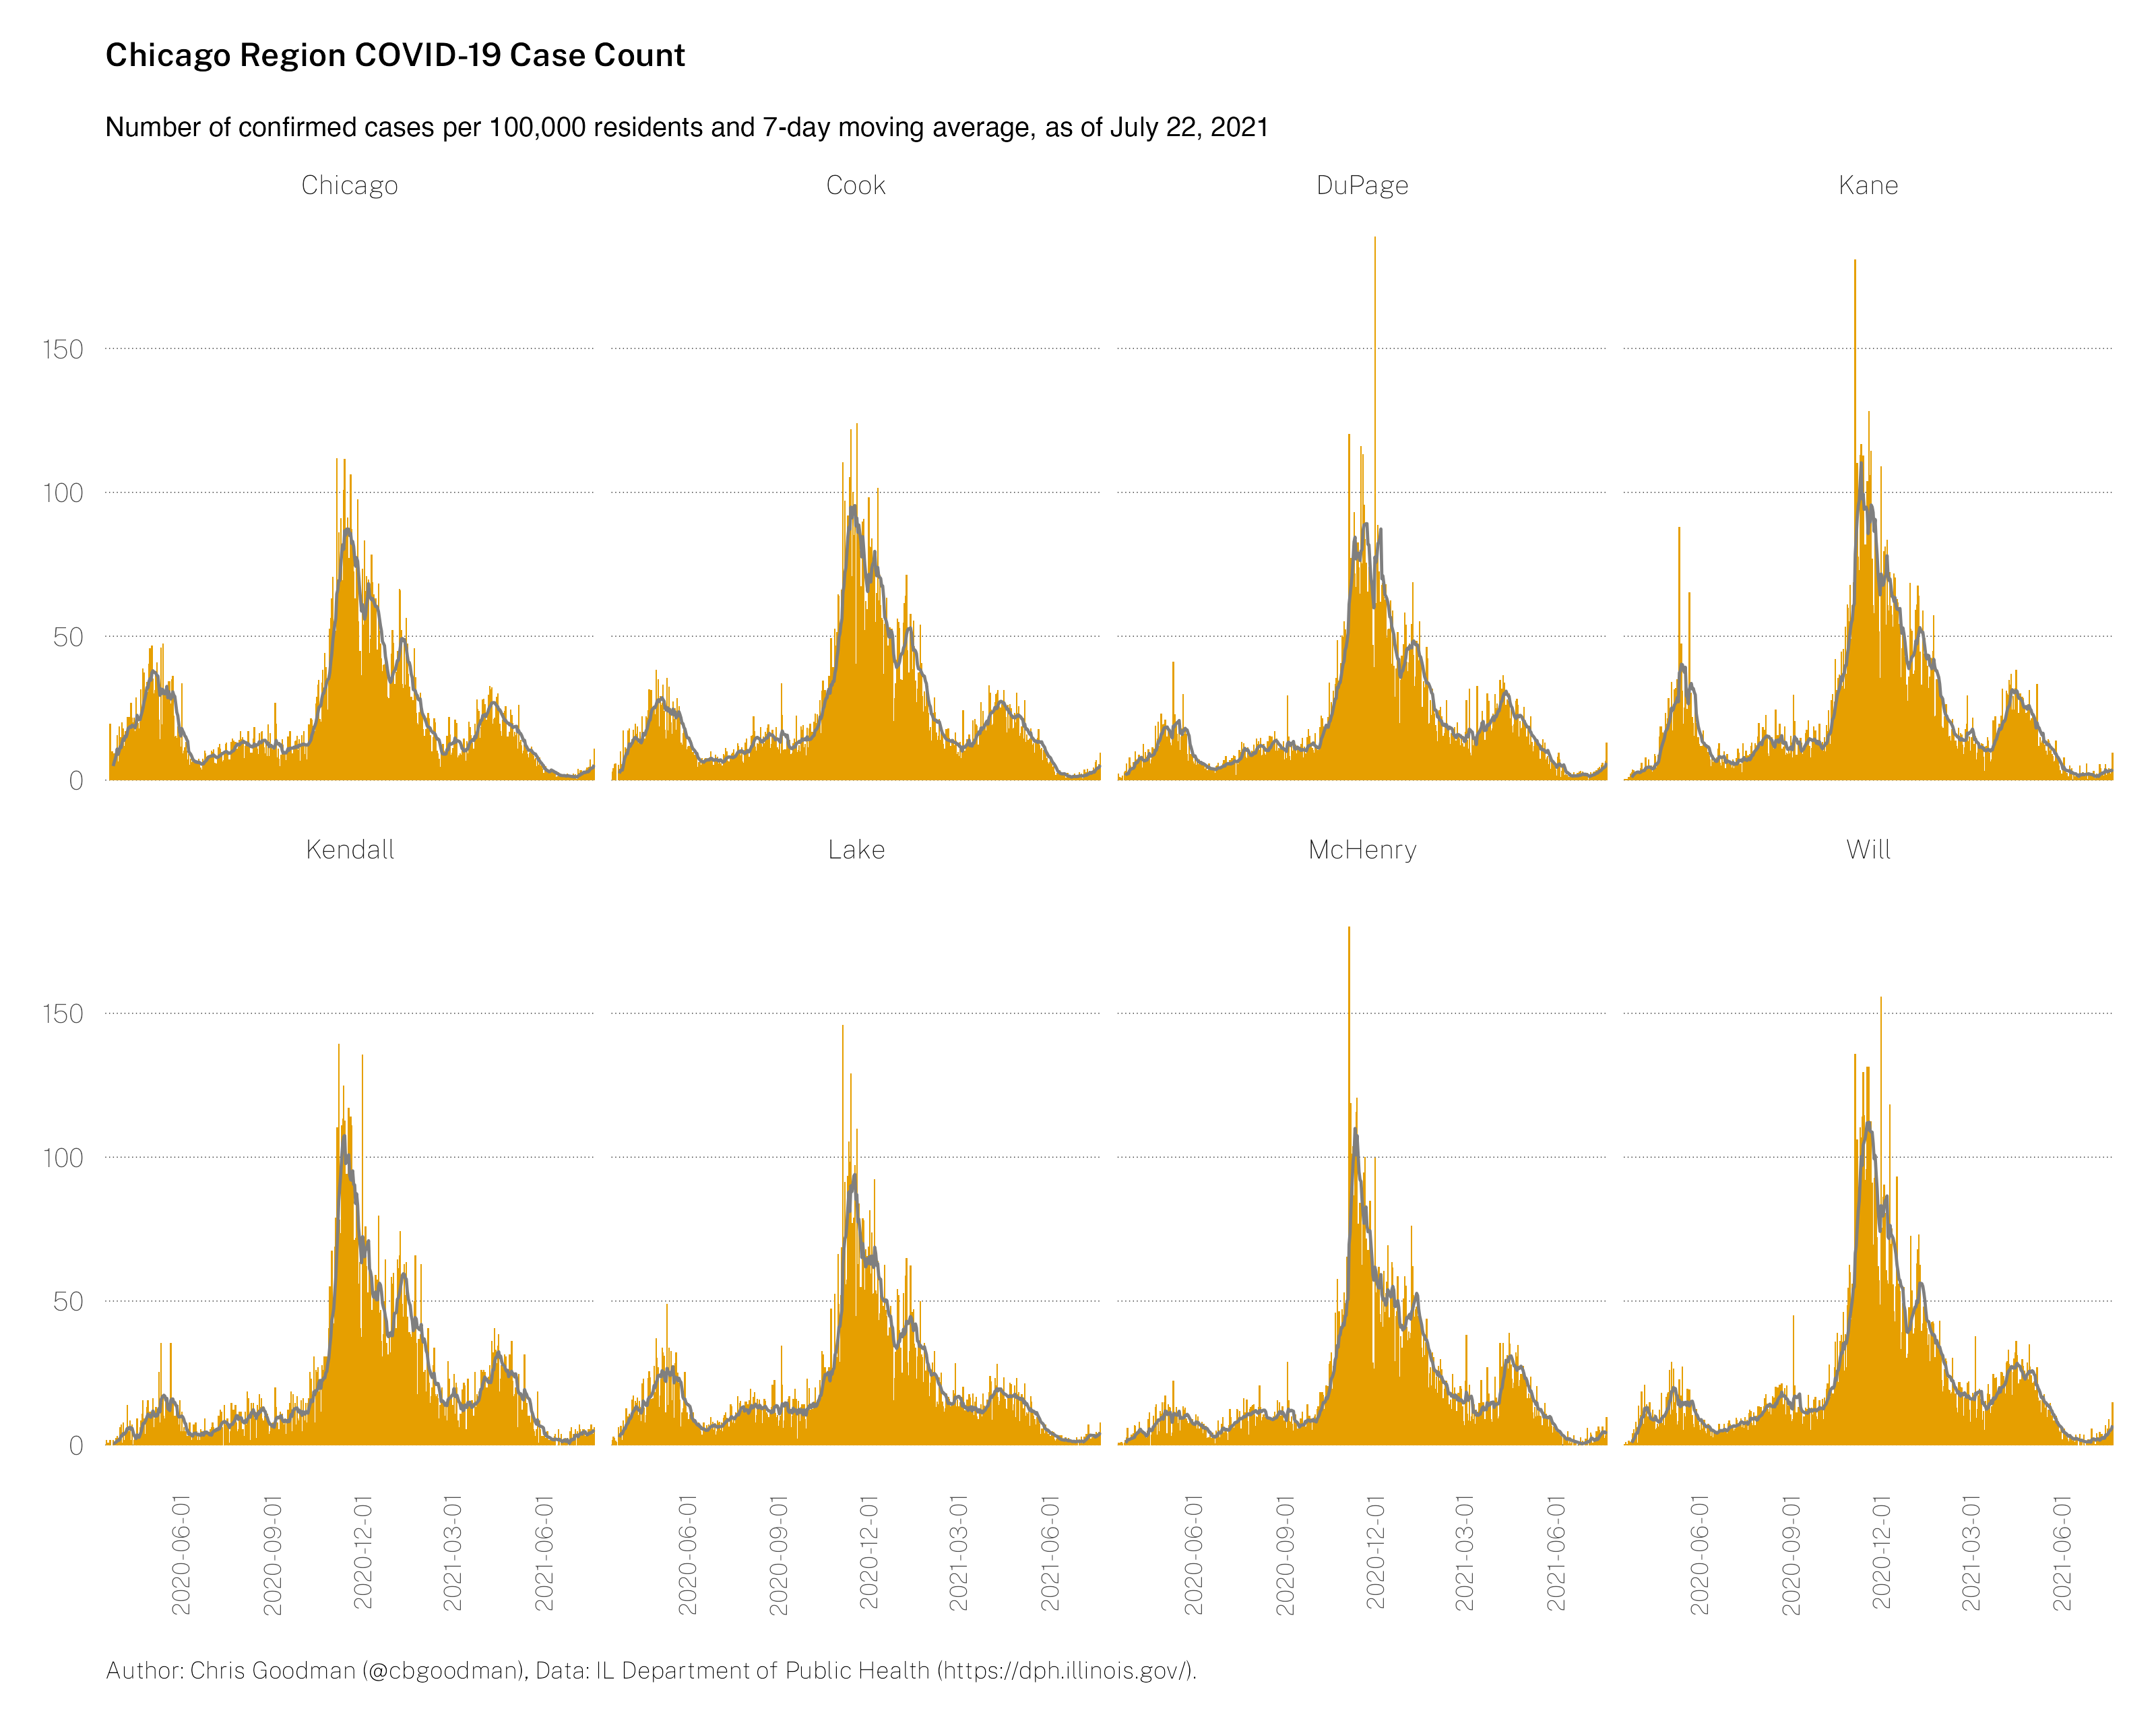 Chicago Region COVID-19 Case Count
Number of confirmed cases per 100,000 residents and 7-day moving average, as of July 22, 2021
Chicago Cook DuPage Kane
150
100
50
0
Kendall Lake McHenry Will
150
100
50
0
2020-06-01 2020-09-01 2020-12-01 2021-03-01 2021-06-01 2020-06-01 2020-09-01 2020-12-01 2021-03-01 2021-06-01 2020-06-01 2020-09-01 2020-12-01 2021-03-01 2021-06-01 2020-06-01 2020-09-01 2020-12-01 2021-03-01 2021-06-01
Author: Chris Goodman (@cbgoodman), Data: IL Department of Public Health (https://dph.illinois.gov/).